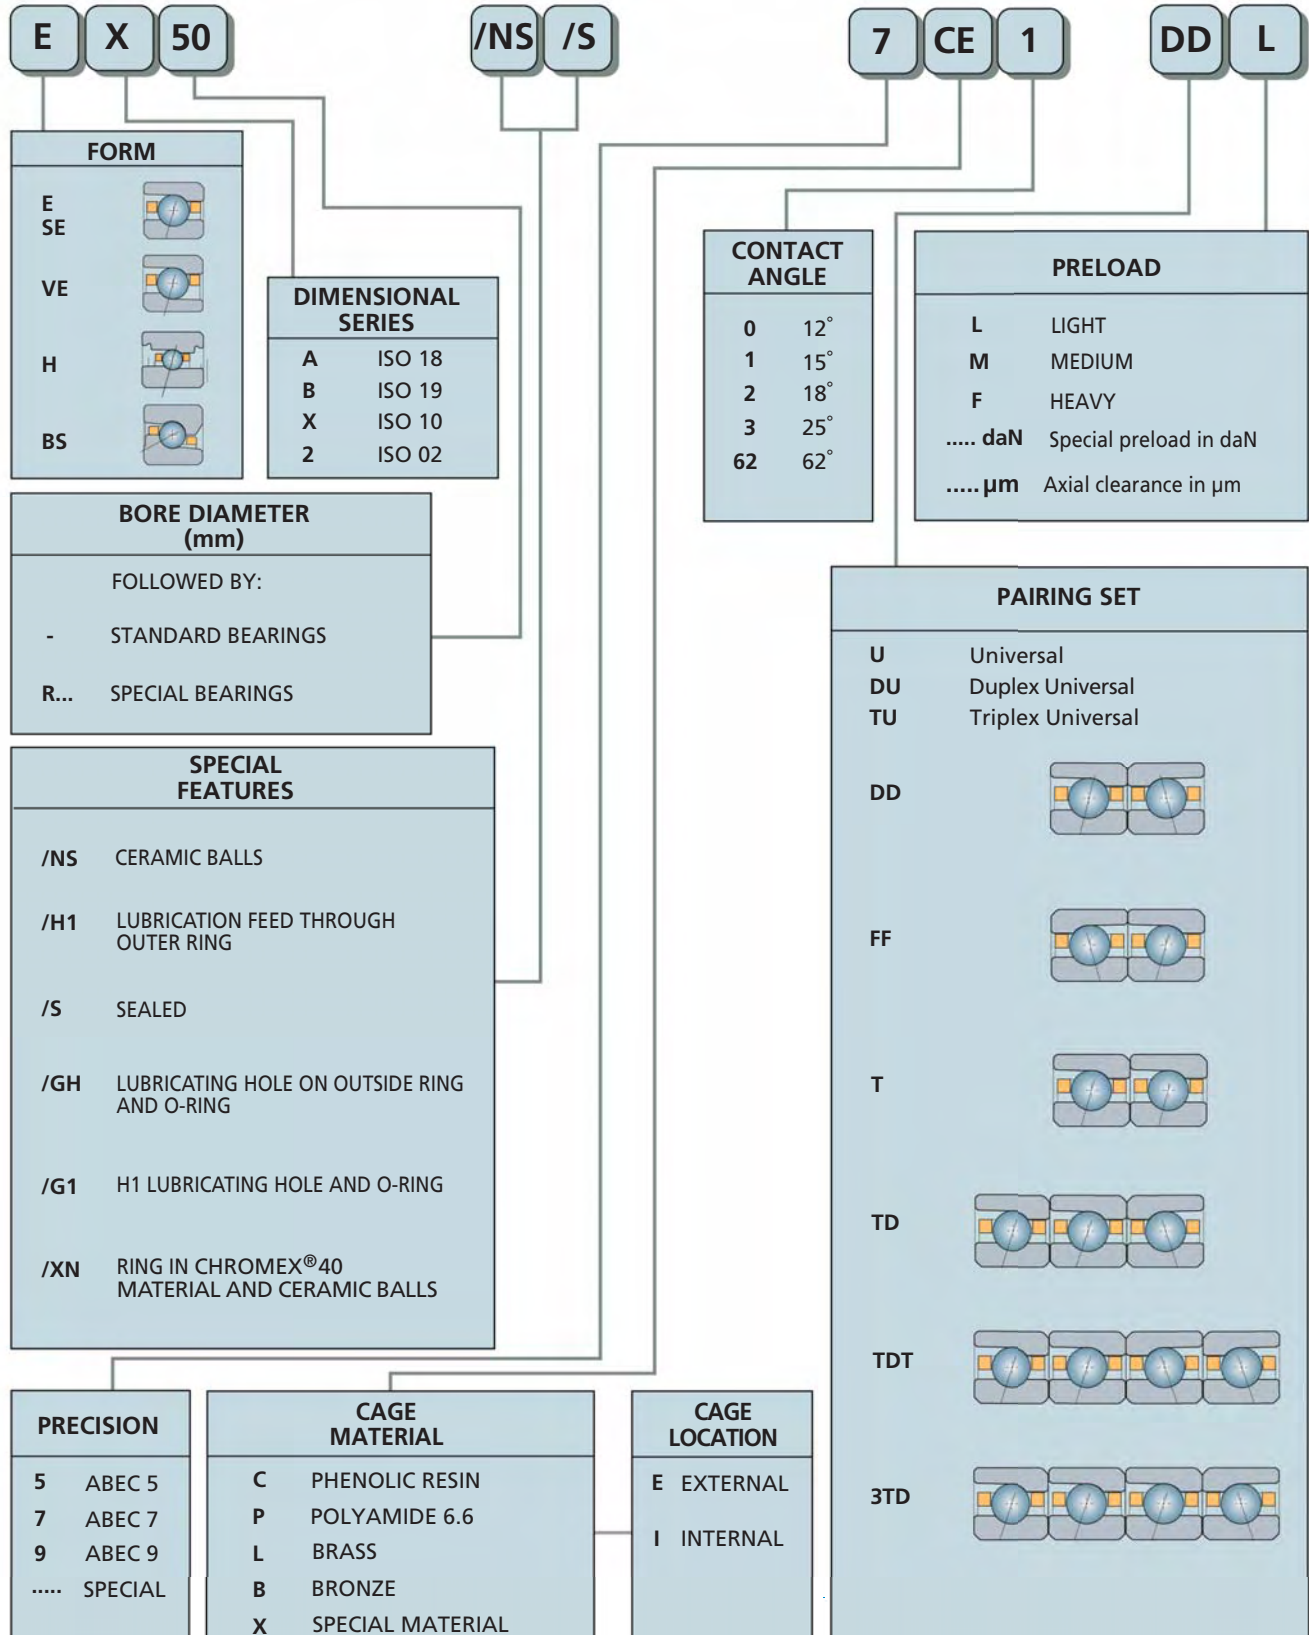 E X 50 /NS /S 7 CE 1 DD L
FORM
E
SE
VE
H
BS
DIMENSIONAL
SERIES
A ISO 18
B ISO 19
X ISO 10
2 ISO 02
CONTACT
ANGLE
0 12°
1 15°
2 18°
3 25°
62 62°
PRELOAD
L LIGHT
M MEDIUM
F HEAVY
..... daN Special preload in daN
..... µm Axial clearance in µm
BORE DIAMETER
(mm)
FOLLOWED BY:
- STANDARD BEARINGS
R... SPECIAL BEARINGS
SPECIAL
FEATURES
/NS CERAMIC BALLS
/H1 LUBRICATION FEED THROUGH
OUTER RING
/S SEALED
/GH LUBRICATING HOLE ON OUTSIDE RING
AND O-RING
/G1 H1 LUBRICATING HOLE AND O-RING
/XN RING IN CHROMEX®40
MATERIAL AND CERAMIC BALLS
PAIRING SET
U Universal
DU Duplex Universal
TU Triplex Universal
DD
FF
T
TD
TDT
3TD
PRECISION
5 ABEC 5
7 ABEC 7
9 ABEC 9
..... SPECIAL
CAGE
MATERIAL
C PHENOLIC RESIN
P POLYAMIDE 6.6
L BRASS
B BRONZE
X SPECIAL MATERIAL
CAGE
LOCATION
E EXTERNAL
I INTERNAL